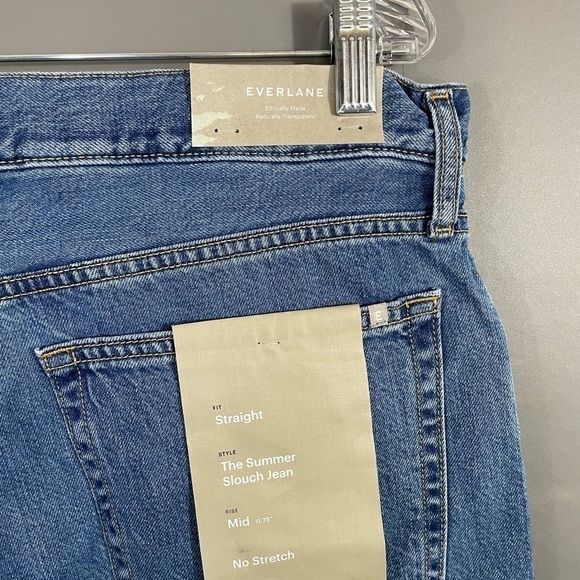 EVERLANE
Ethically Made
Radically Transparent
E
FIT
Straight
STYLE
The Summer
Slouch Jean
RISE
Mid 11.75"
No Stretch